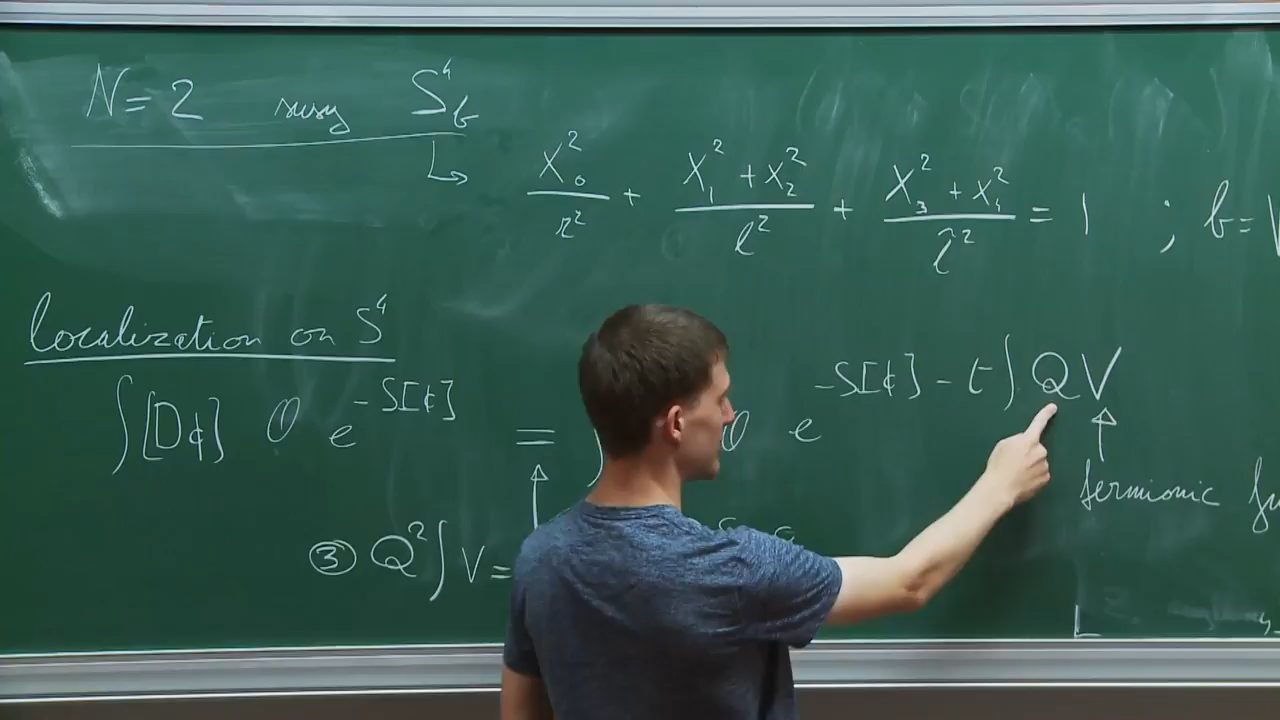 N=2 susy S⁴_b
↳ X₀²/r² + (X₁² + X₂²)/ℓ² + (X₃² + X₄²)/ℓ̃² = 1 ; b=√
localization on S⁴
∫[Dϕ] O e^{-S[ϕ]} = ∫ O e^{-S[ϕ] - t∫QV}
fermionic
③ Q²∫V =